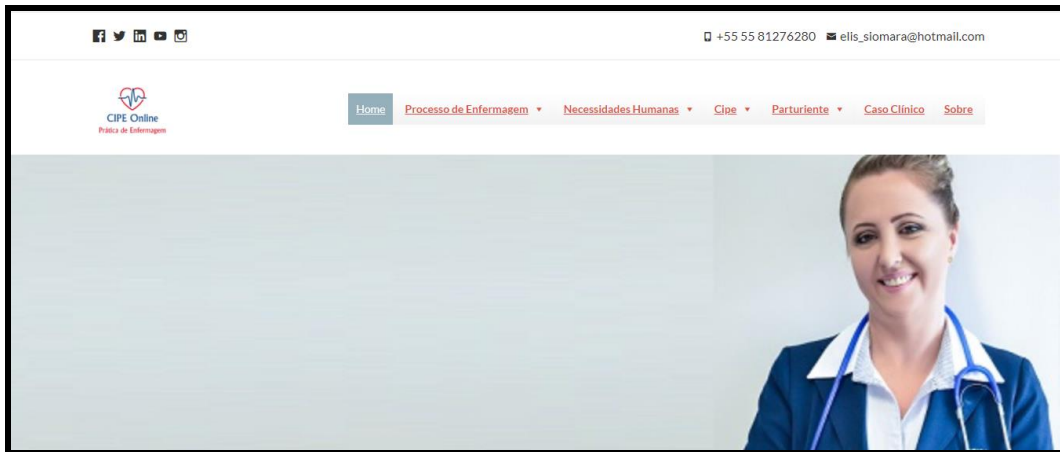 +55 55 81276280 elis_siomara@hotmail.com
CIPE Online
Prática de Enfermagem
Home Processo de Enfermagem Necessidades Humanas Cipe Parturiente Caso Clínico Sobre